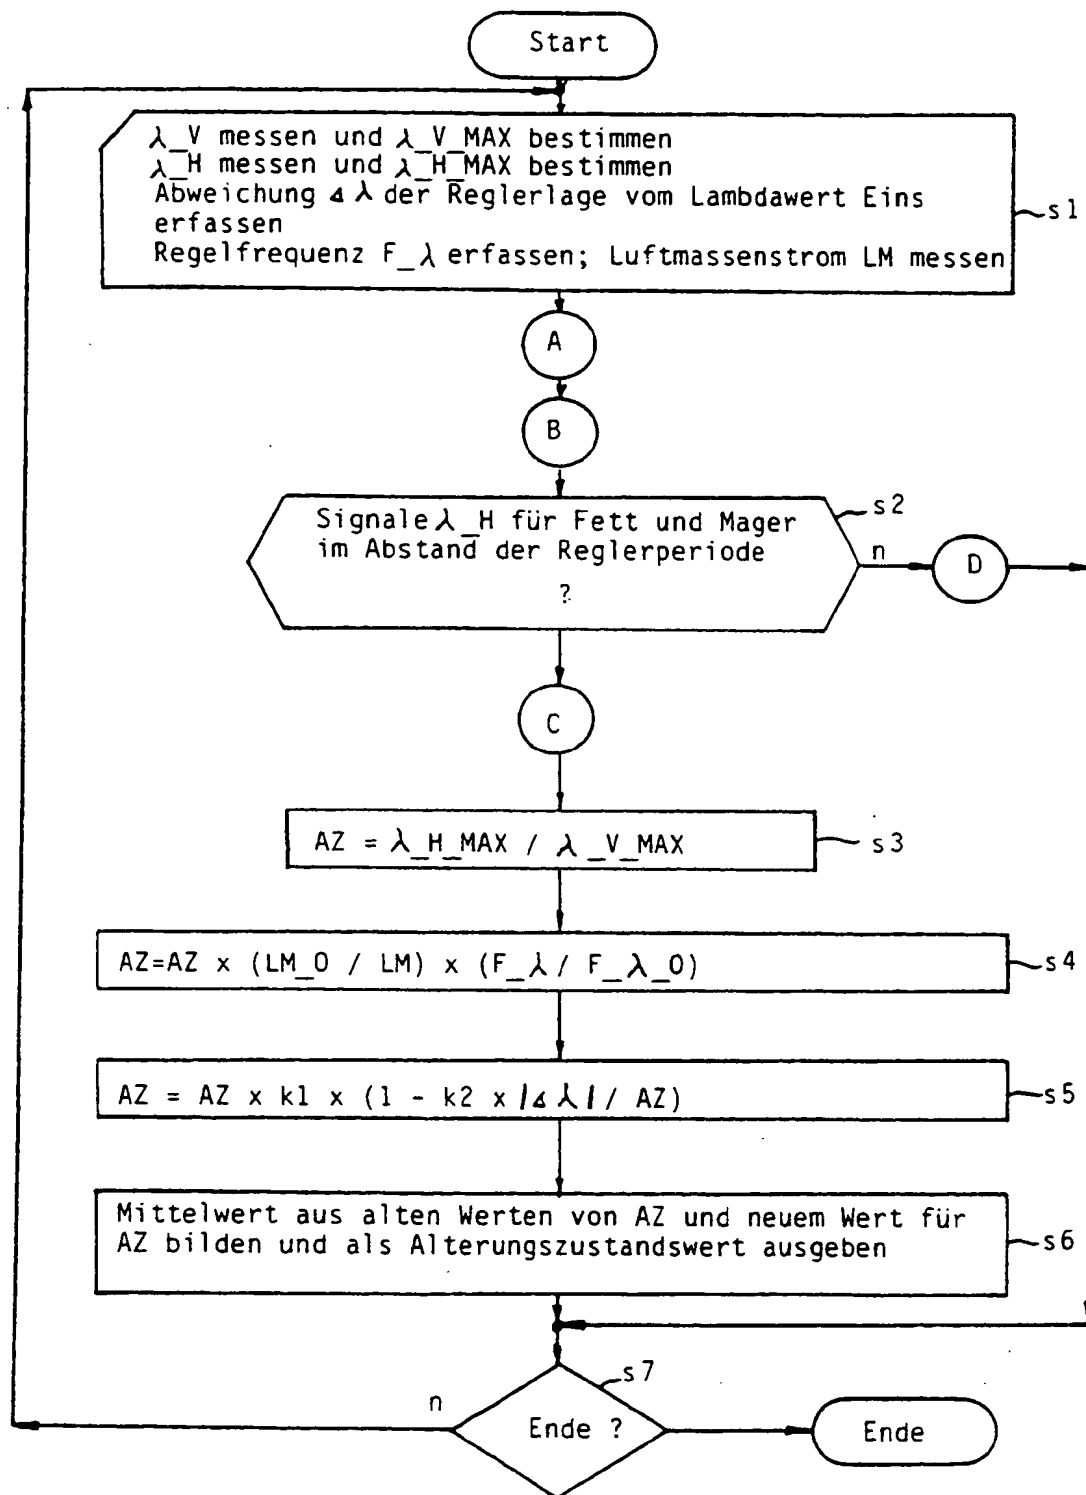 Start
λ_V messen und λ_V_MAX bestimmen
λ_H messen und λ_H_MAX bestimmen
Abweichung Δλ der Reglerlage vom Lambdawert Eins
erfassen
Regelfrequenz F_λ erfassen; Luftmassenstrom LM messen
s1
A
B
Signale λ_H für Fett und Mager
im Abstand der Reglerperiode
?
s2
n
D
C
AZ = λ_H_MAX / λ_V_MAX
s3
AZ=AZ x (LM_0 / LM) x (F_λ/ F_λ_0)
s4
AZ = AZ x k1 x (1 - k2 x |Δλ| / AZ)
s5
Mittelwert aus alten Werten von AZ und neuem Wert für
AZ bilden und als Alterungszustandswert ausgeben
s6
s7
n
Ende ?
Ende